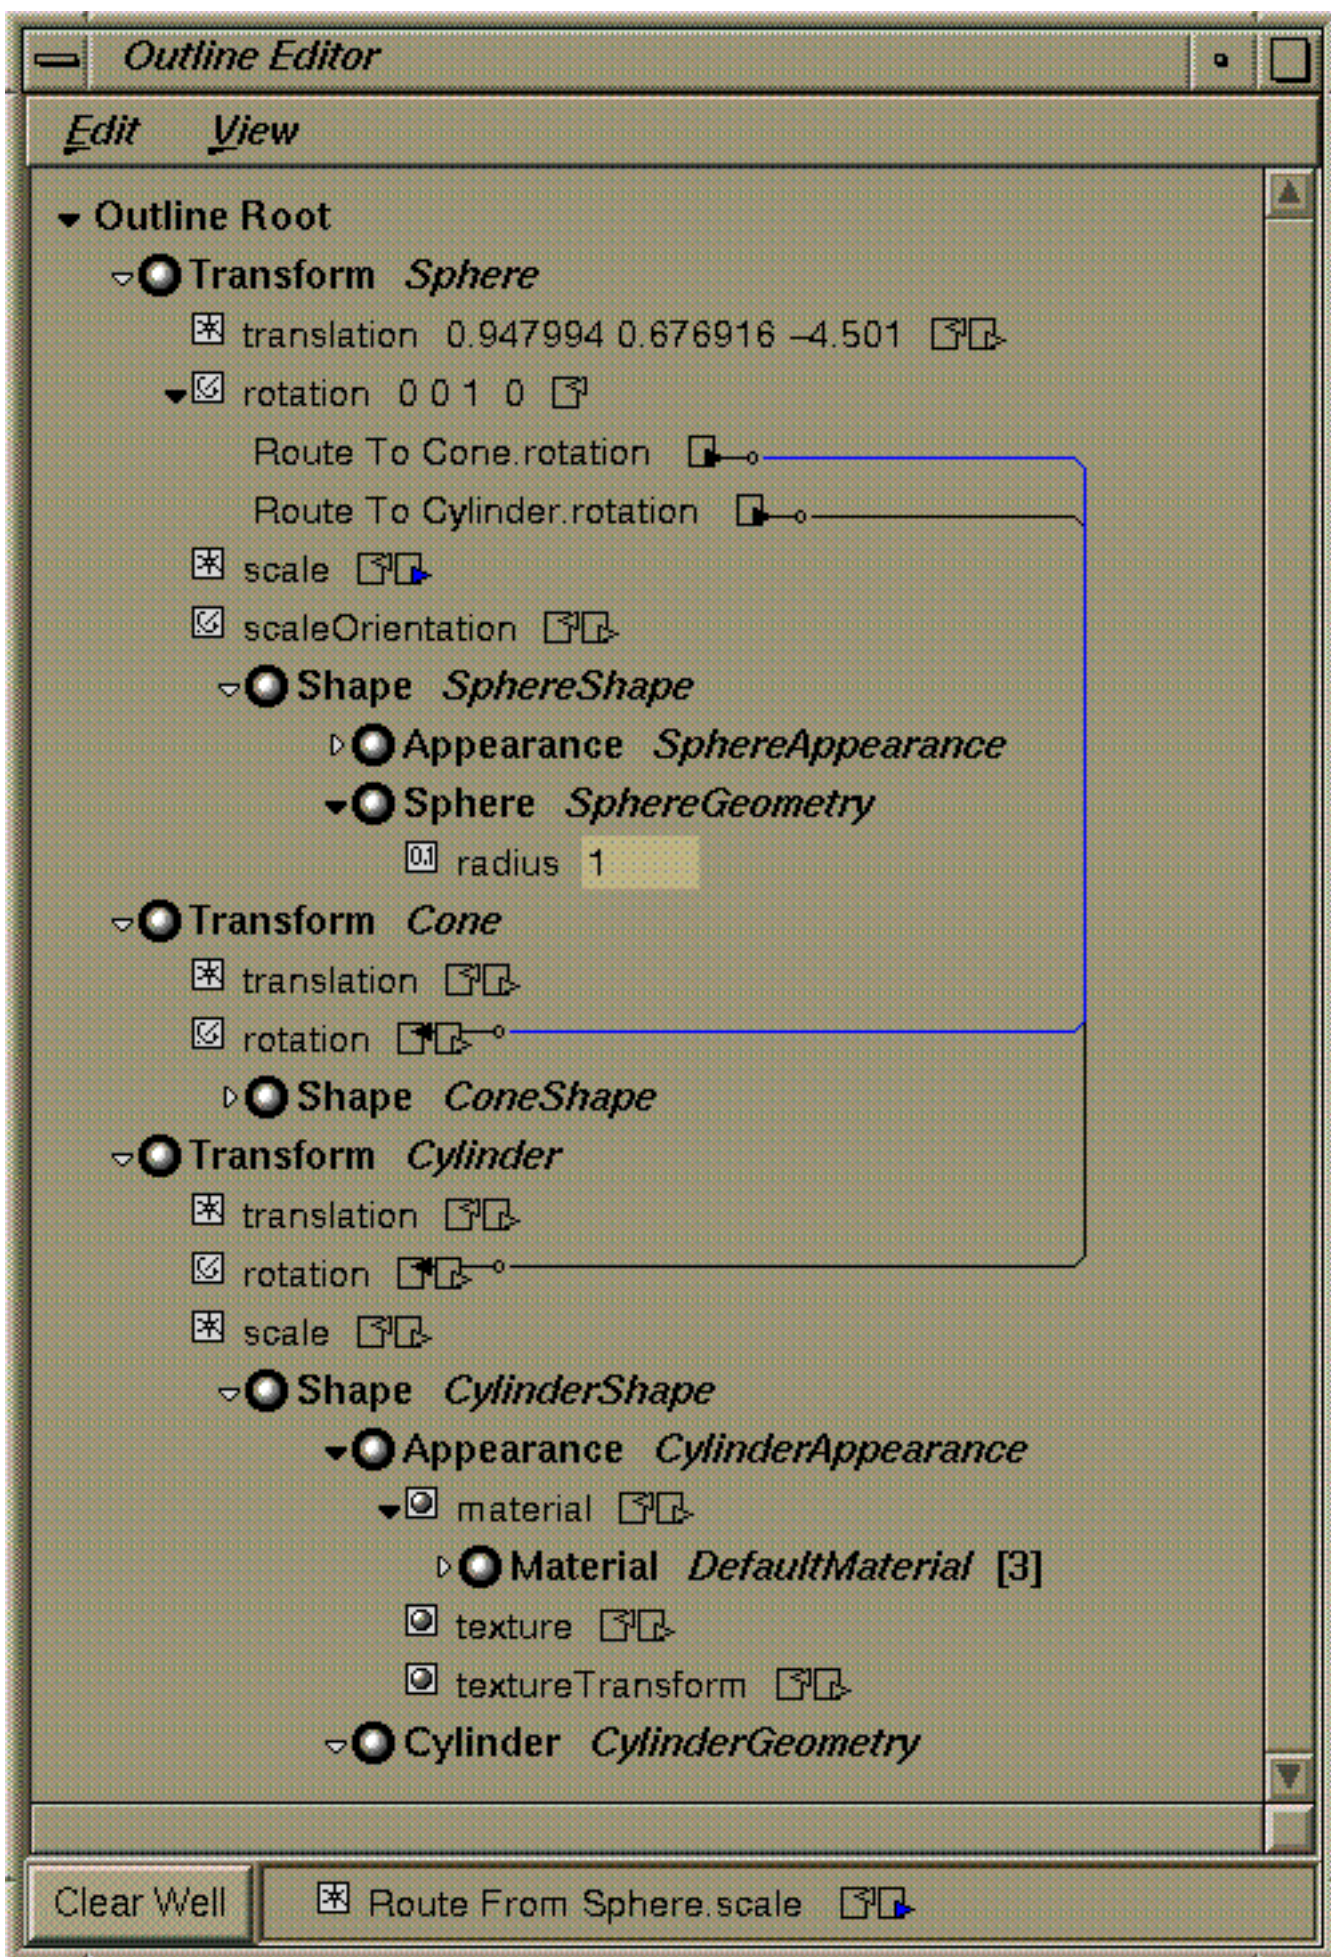 Outline Editor
Edit View
Outline Root
Transform Sphere
translation 0.947994 0.676916 –4.501
rotation 0 0 1 0
Route To Cone.rotation
Route To Cylinder.rotation
scale
scaleOrientation
Shape SphereShape
Appearance SphereAppearance
Sphere SphereGeometry
0.1 radius 1
Transform Cone
translation
rotation
Shape ConeShape
Transform Cylinder
translation
rotation
scale
Shape CylinderShape
Appearance CylinderAppearance
material
Material DefaultMaterial [3]
texture
textureTransform
Cylinder CylinderGeometry
Clear Well Route From Sphere.scale